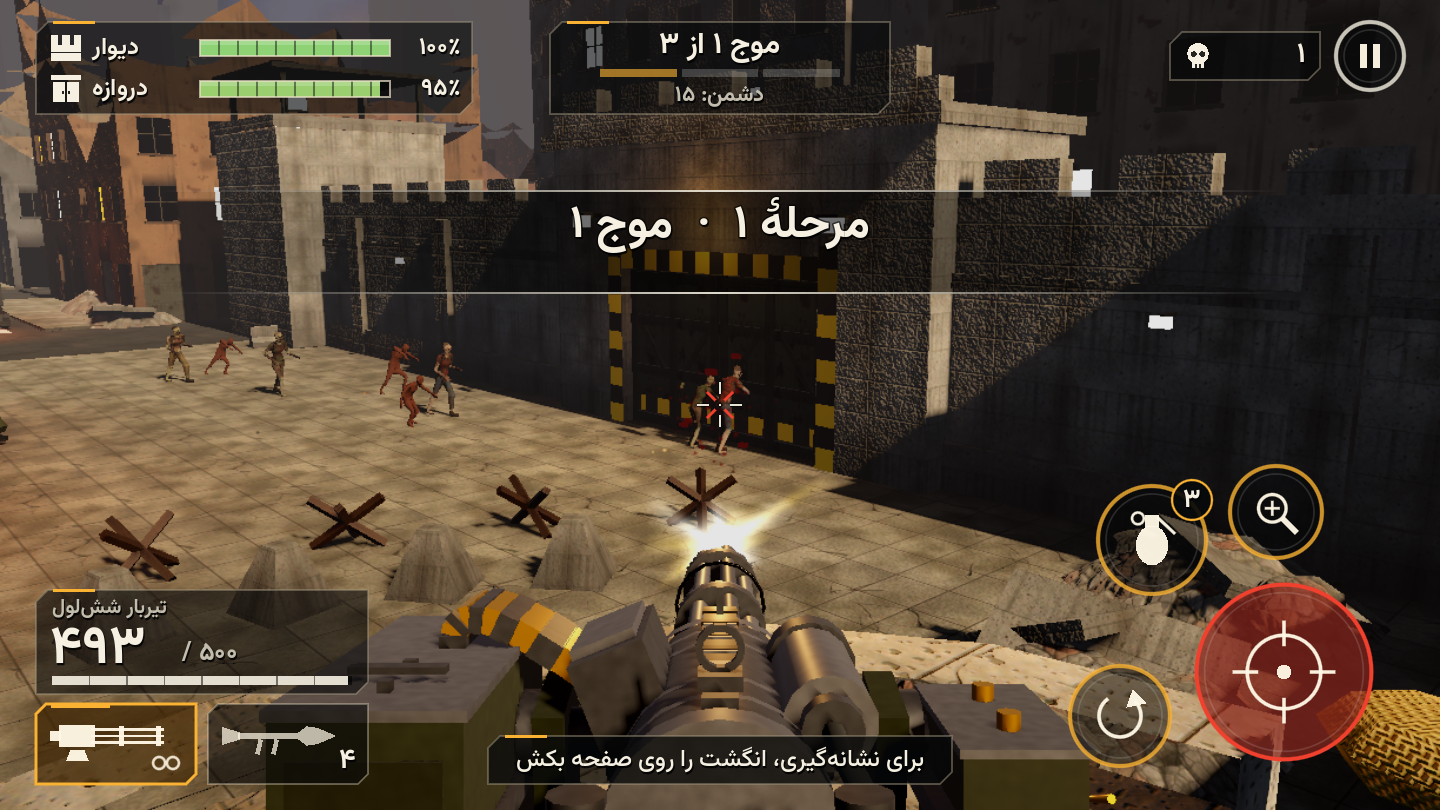 دیوار ۱۰۰٪
دروازه ۹۵٪
موج ۱ از ۳
دشمن: ۱۵
۱
مرحلهٔ ۱ · موج ۱
۳
تیربار شش‌لول
۴۹۳ / ۵۰۰
∞
۴
برای نشانه‌گیری، انگشت را روی صفحه بکش